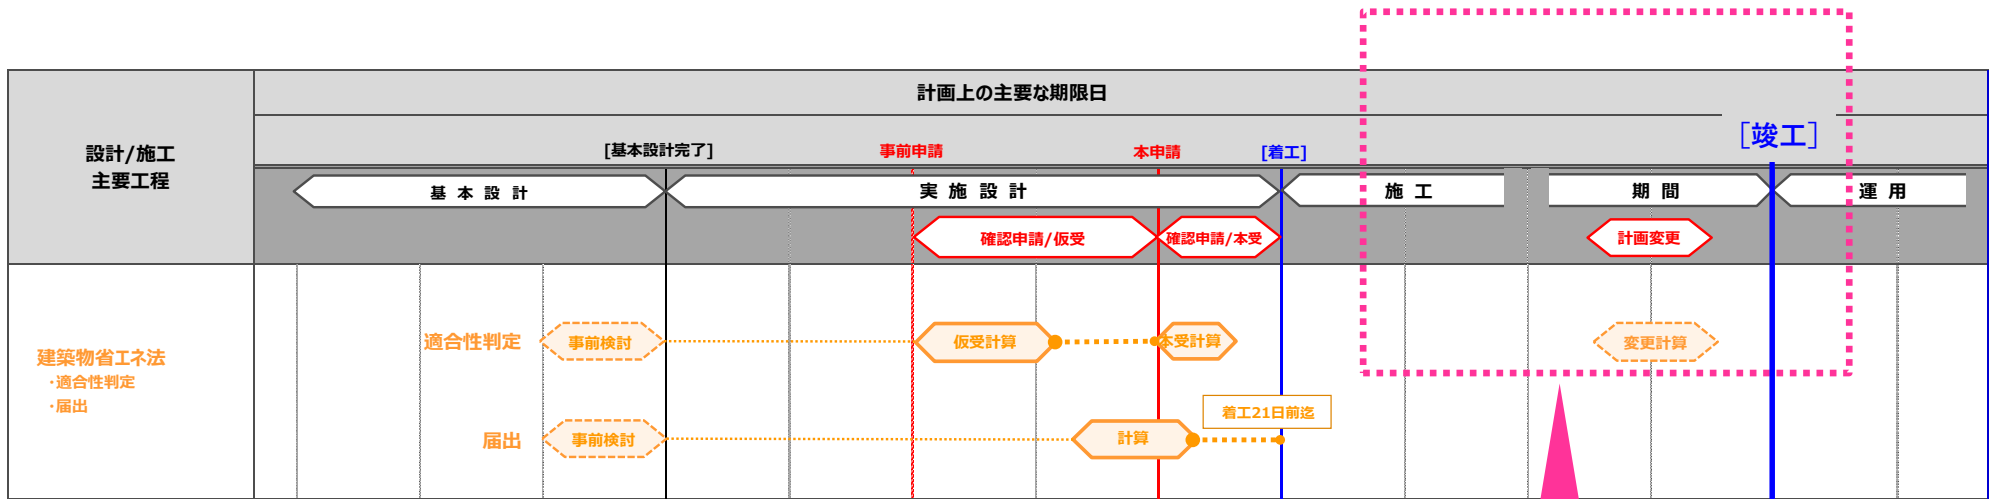 計画上の主要な期限日
設計/施工
主要工程
[基本設計完了]
事前申請
本申請
[着工]
[竣工]
基本設計
実施設計
施工
期間
運用
確認申請/仮受
確認申請/本受
計画変更
建築物省エネ法
・適合性判定
・届出
適合性判定
事前検討
仮受計算
本受計算
変更計算
着工21日前迄
届出
事前検討
計算